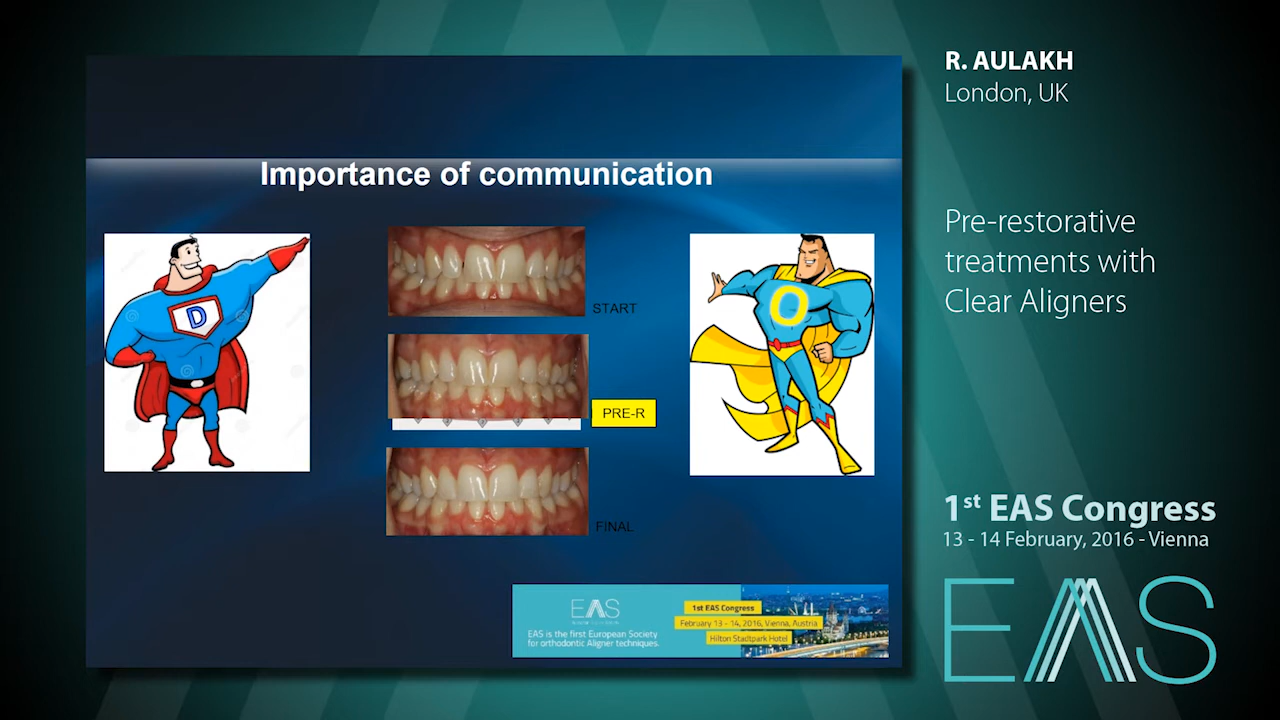 Importance of communication
D
O
START
PRE-R
FINAL
EAS
EAS is the first European Society
for orthodontic Aligner techniques.
1st EAS Congress
February 13 - 14, 2016, Vienna, Austria
Hilton Stadtpark Hotel
R. AULAKH
London, UK
Pre-restorative
treatments with
Clear Aligners
1st EAS Congress
13 - 14 February, 2016 - Vienna
EAS